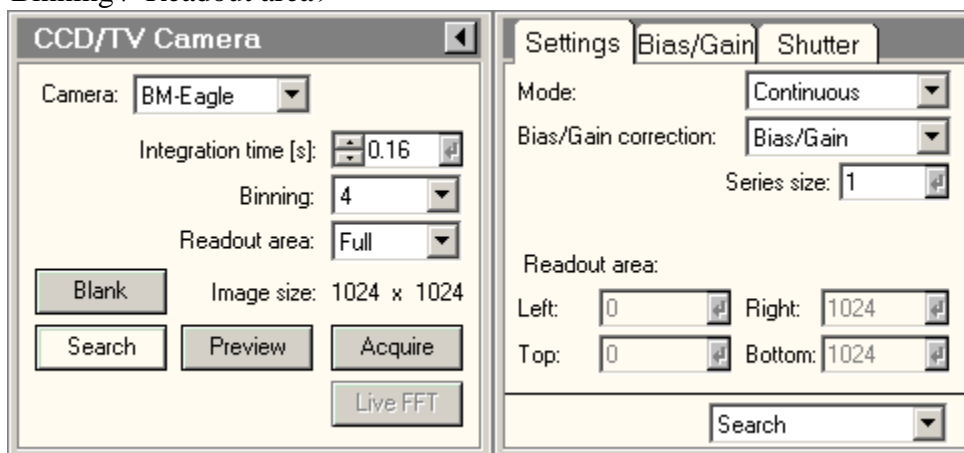 Binning / Readout area)
CCD/TV Camera
Camera: BM-Eagle
Integration time [s]: 0.16
Binning: 4
Readout area: Full
Blank Image size: 1024 x 1024
Search Preview Acquire
Live FFT
Settings Bias/Gain Shutter
Mode: Continuous
Bias/Gain correction: Bias/Gain
Series size: 1
Readout area:
Left: 0 Right: 1024
Top: 0 Bottom: 1024
Search